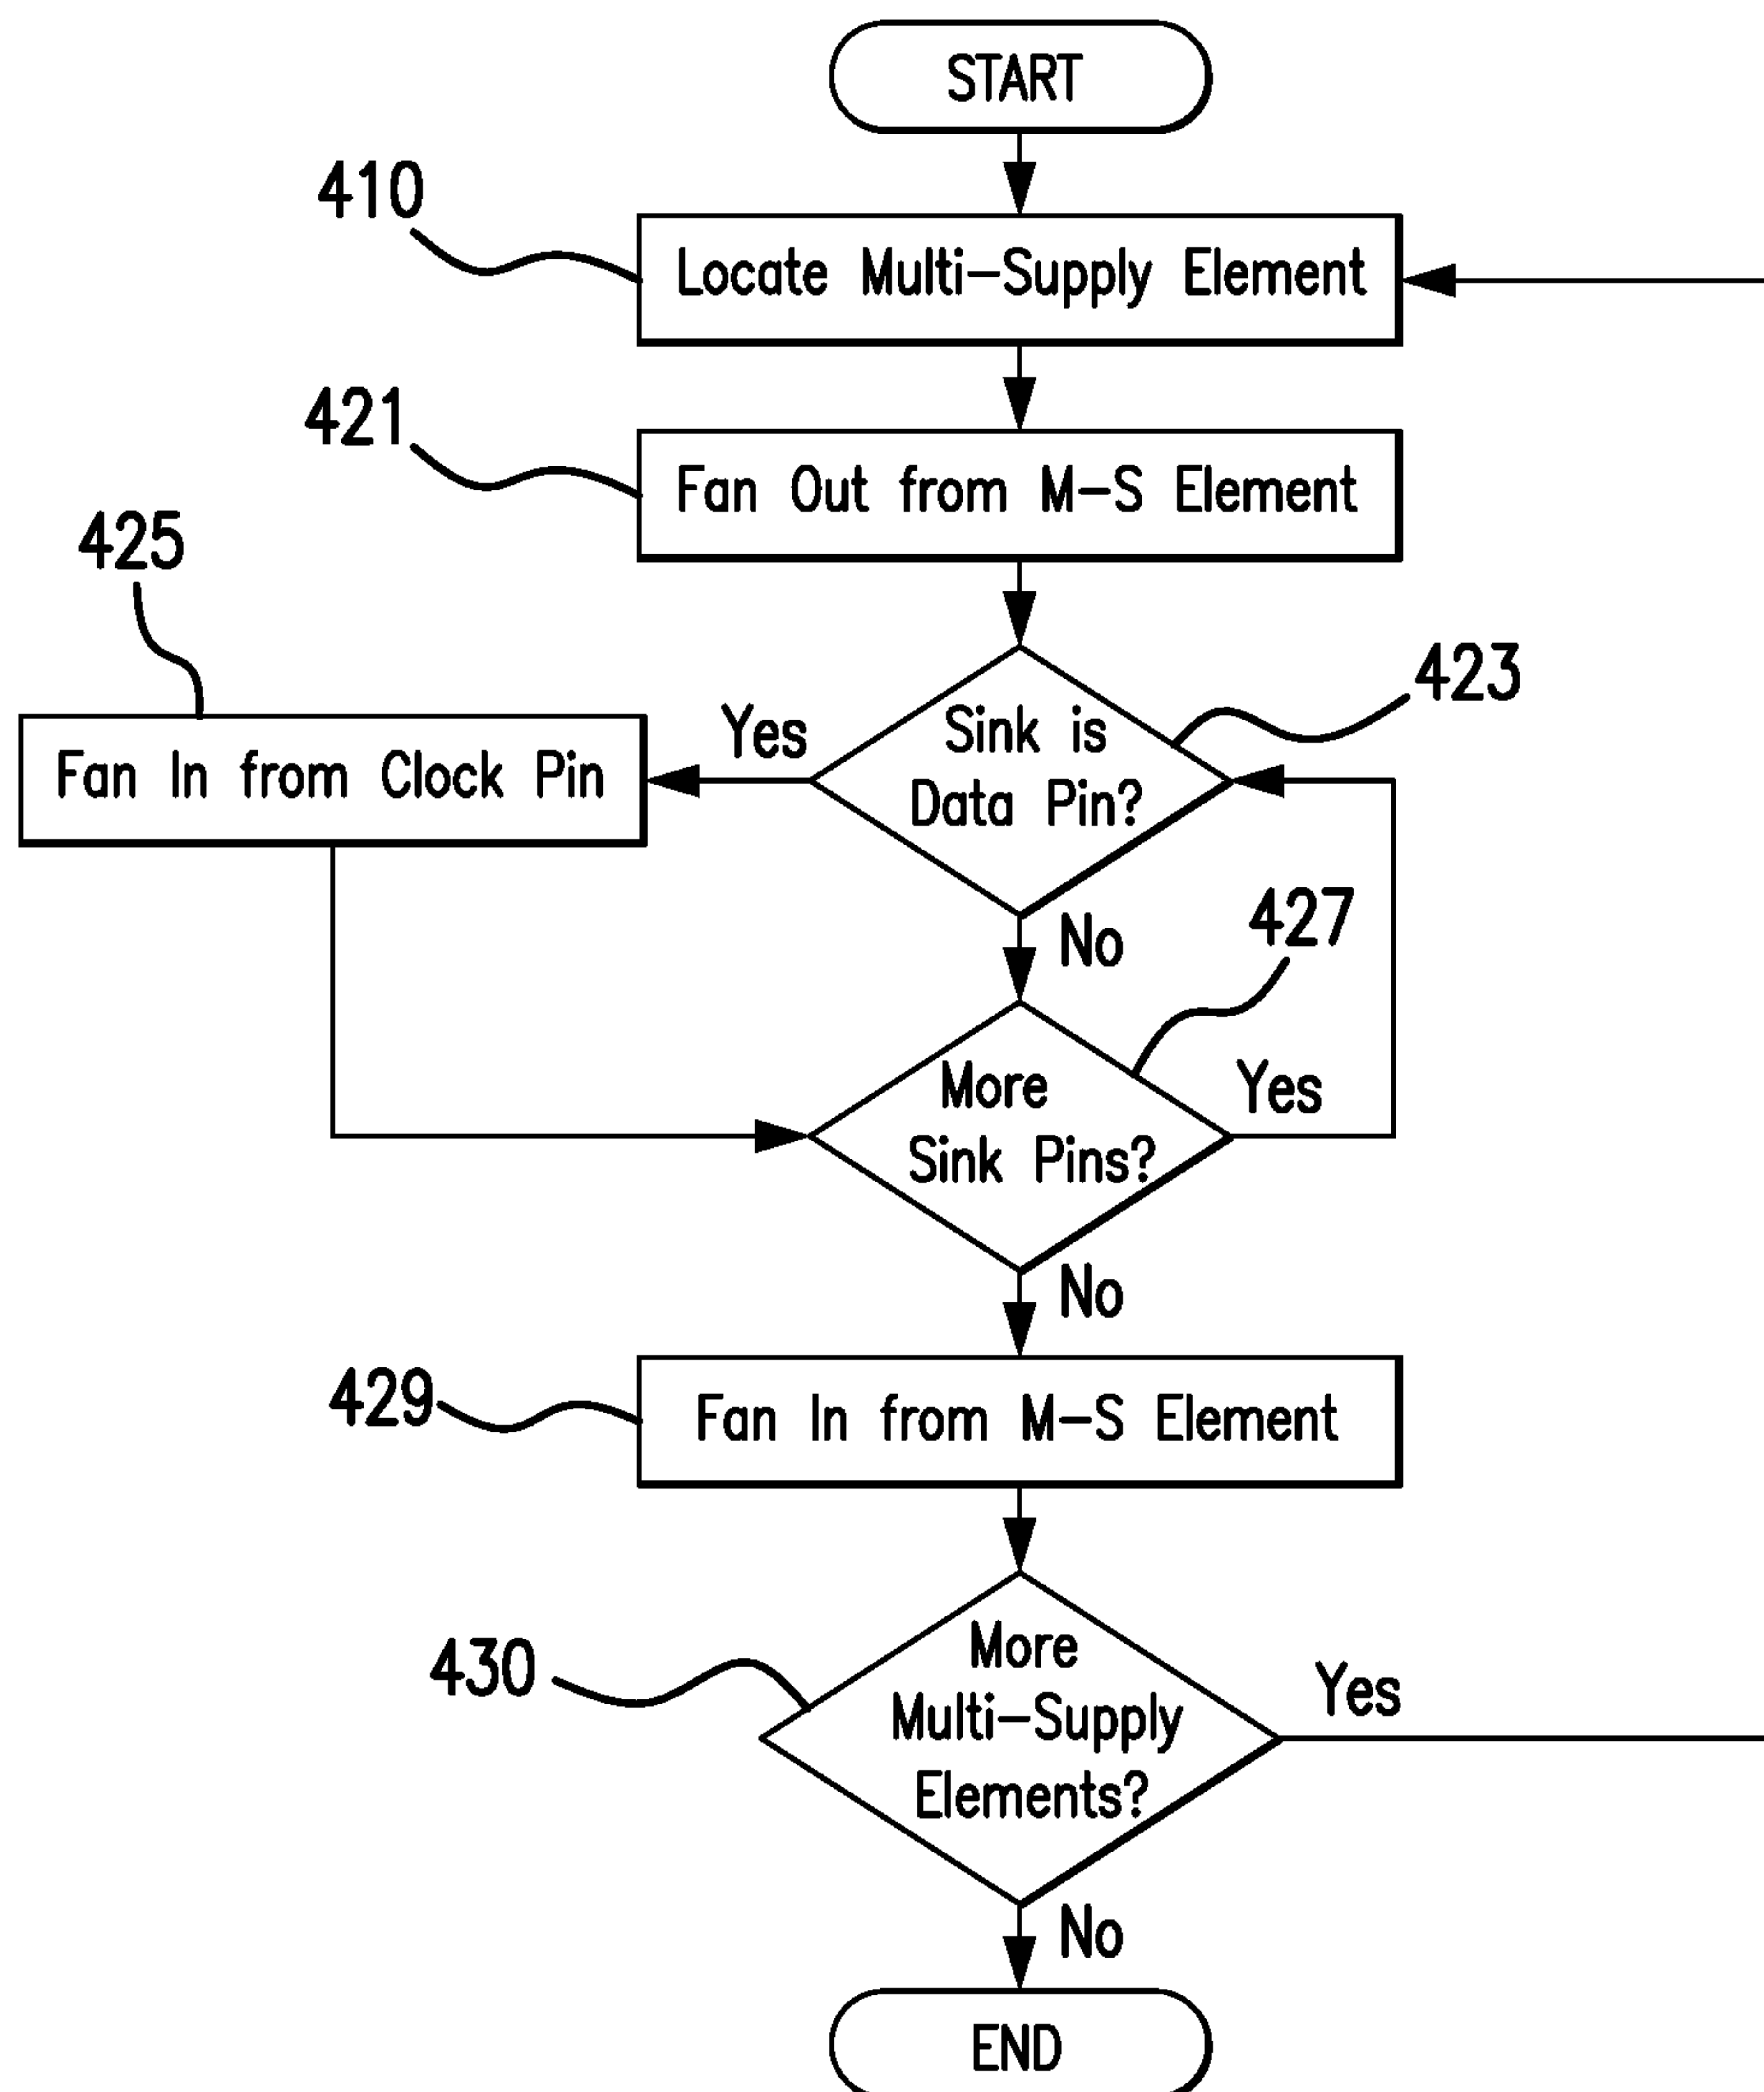 START
410
Locate Multi-Supply Element
421
Fan Out from M-S Element
425
423
Fan In from Clock Pin
Yes
Sink is
Data Pin?
No
427
More
Sink Pins?
Yes
No
429
Fan In from M-S Element
430
More
Multi-Supply
Elements?
Yes
No
END